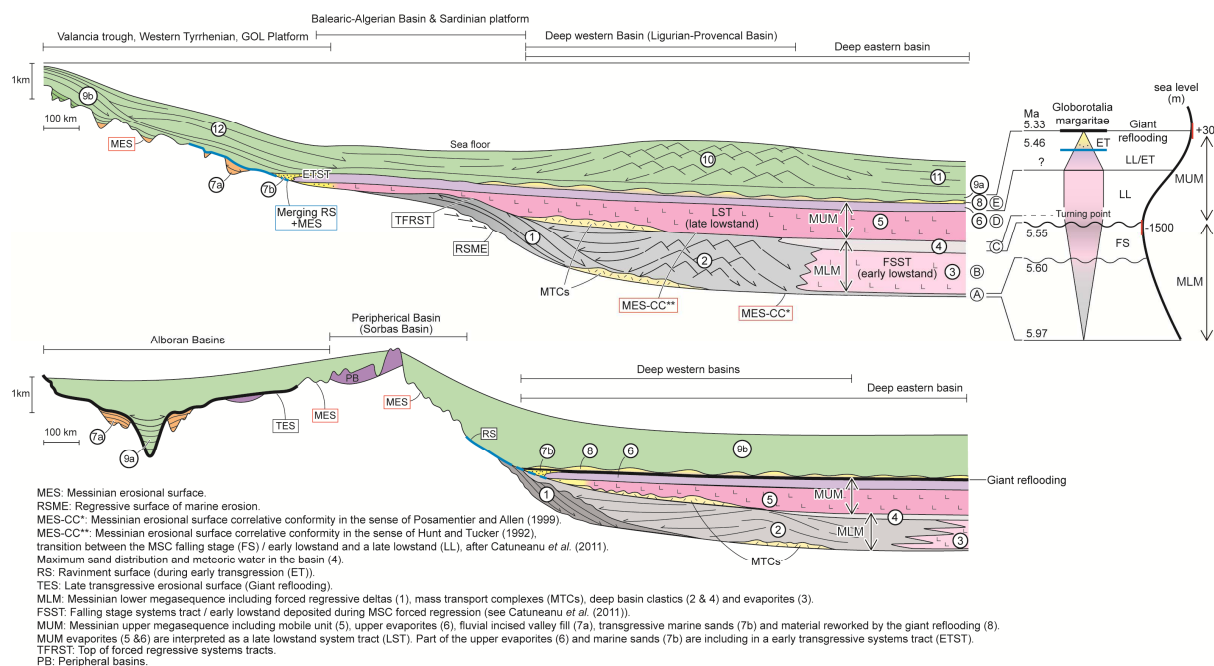 Balearic-Algerian Basin & Sardinian platform
Valancia trough, Western Tyrrhenian, GOL Platform
Deep western Basin (Ligurian-Provencal Basin)
Deep eastern basin
1km
100 km
9b
12
MES
7a
7b
ETST
Merging RS
+MES
Sea floor
10
11
9a
8
E
6
D
C
B
A
TFRST
RSME
1
LST
(late lowstand)
MUM
5
4
2
MLM
FSST
(early lowstand)
3
MTCs
MES-CC**
MES-CC*
sea level
(m)
Ma
Globorotalia
margaritae
5.33
Giant
reflooding
+30
5.46
ET
?
LL/ET
MUM
LL
Turning point
5.55
-1500
FS
5.60
MLM
5.97
Alboran Basins
Peripherical Basin
(Sorbas Basin)
Deep western basins
Deep eastern basin
1km
100 km
7a
9a
TES
MES
PB
MES
RS
7b
8
6
9b
Giant reflooding
1
5
MUM
4
2
MLM
3
MTCs
MES: Messinian erosional surface.
RSME: Regressive surface of marine erosion.
MES-CC*: Messinian erosional surface correlative conformity in the sense of Posamentier and Allen (1999).
MES-CC**: Messinian erosional surface correlative conformity in the sense of Hunt and Tucker (1992),
transition between the MSC falling stage (FS) / early lowstand and a late lowstand (LL), after Catuneanu et al. (2011).
Maximum sand distribution and meteoric water in the basin (4).
RS: Ravinment surface (during early transgression (ET)).
TES: Late transgressive erosional surface (Giant reflooding).
MLM: Messinian lower megasequence including forced regressive deltas (1), mass transport complexes (MTCs), deep basin clastics (2 & 4) and evaporites (3).
FSST: Falling stage systems tract / early lowstand deposited during MSC forced regression (see Catuneanu et al. (2011)).
MUM: Messinian upper megasequence including mobile unit (5), upper evaporites (6), fluvial incised valley fill (7a), transgressive marine sands (7b) and material reworked by the giant reflooding (8).
MUM evaporites (5 &6) are interpreted as a late lowstand system tract (LST). Part of the upper evaporites (6) and marine sands (7b) are including in a early transgressive systems tract (ETST).
TFRST: Top of forced regressive systems tracts.
PB: Peripheral basins.